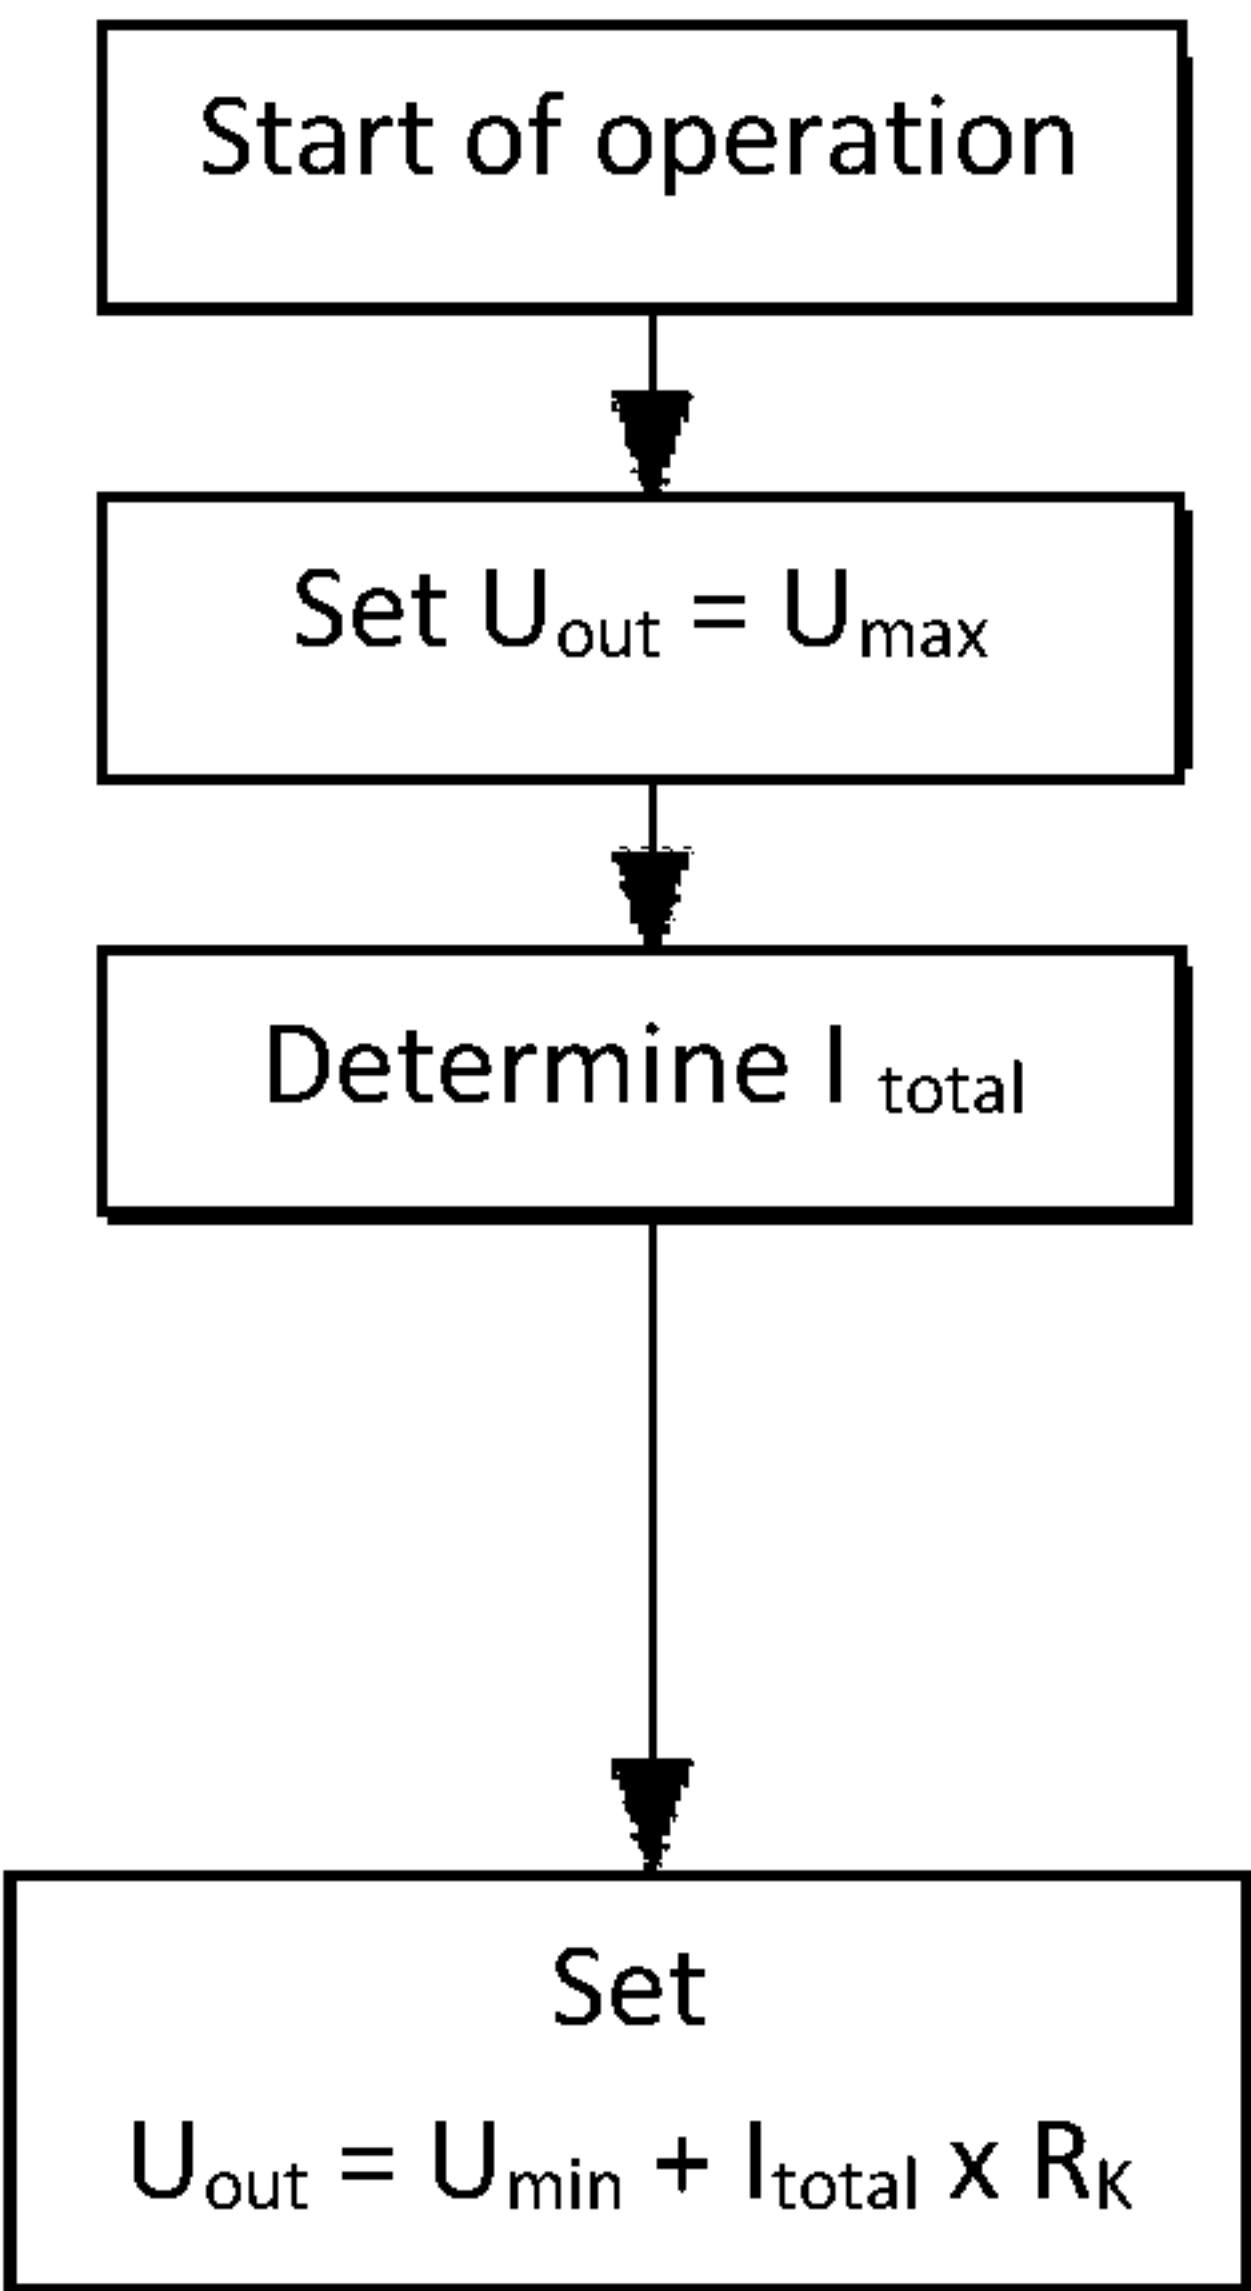 Start of operation
Set Uout = Umax
Determine I total
Set
Uout = Umin + Itotal x RK